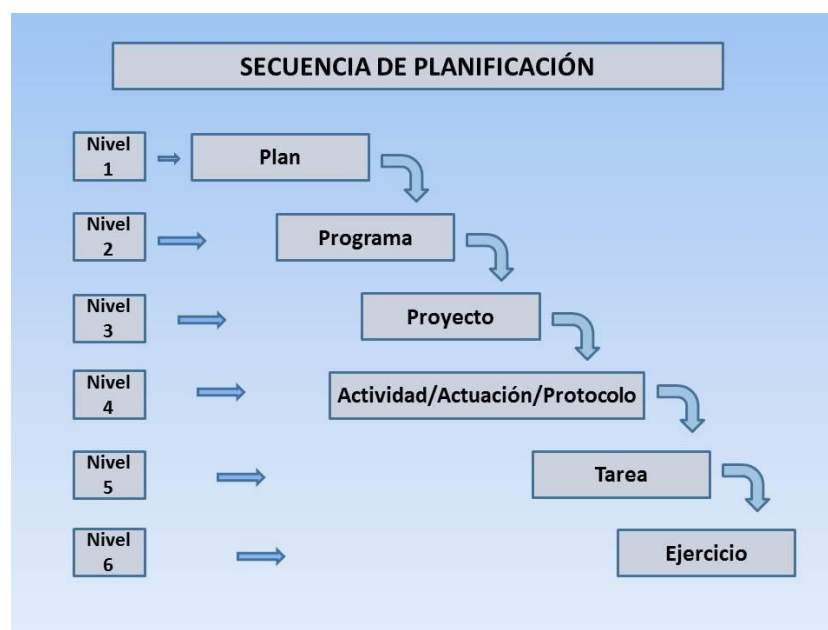 SECUENCIA DE PLANIFICACIÓN
Nivel
1
Plan
Nivel
2
Programa
Nivel
3
Proyecto
Nivel
4
Actividad/Actuación/Protocolo
Nivel
5
Tarea
Nivel
6
Ejercicio